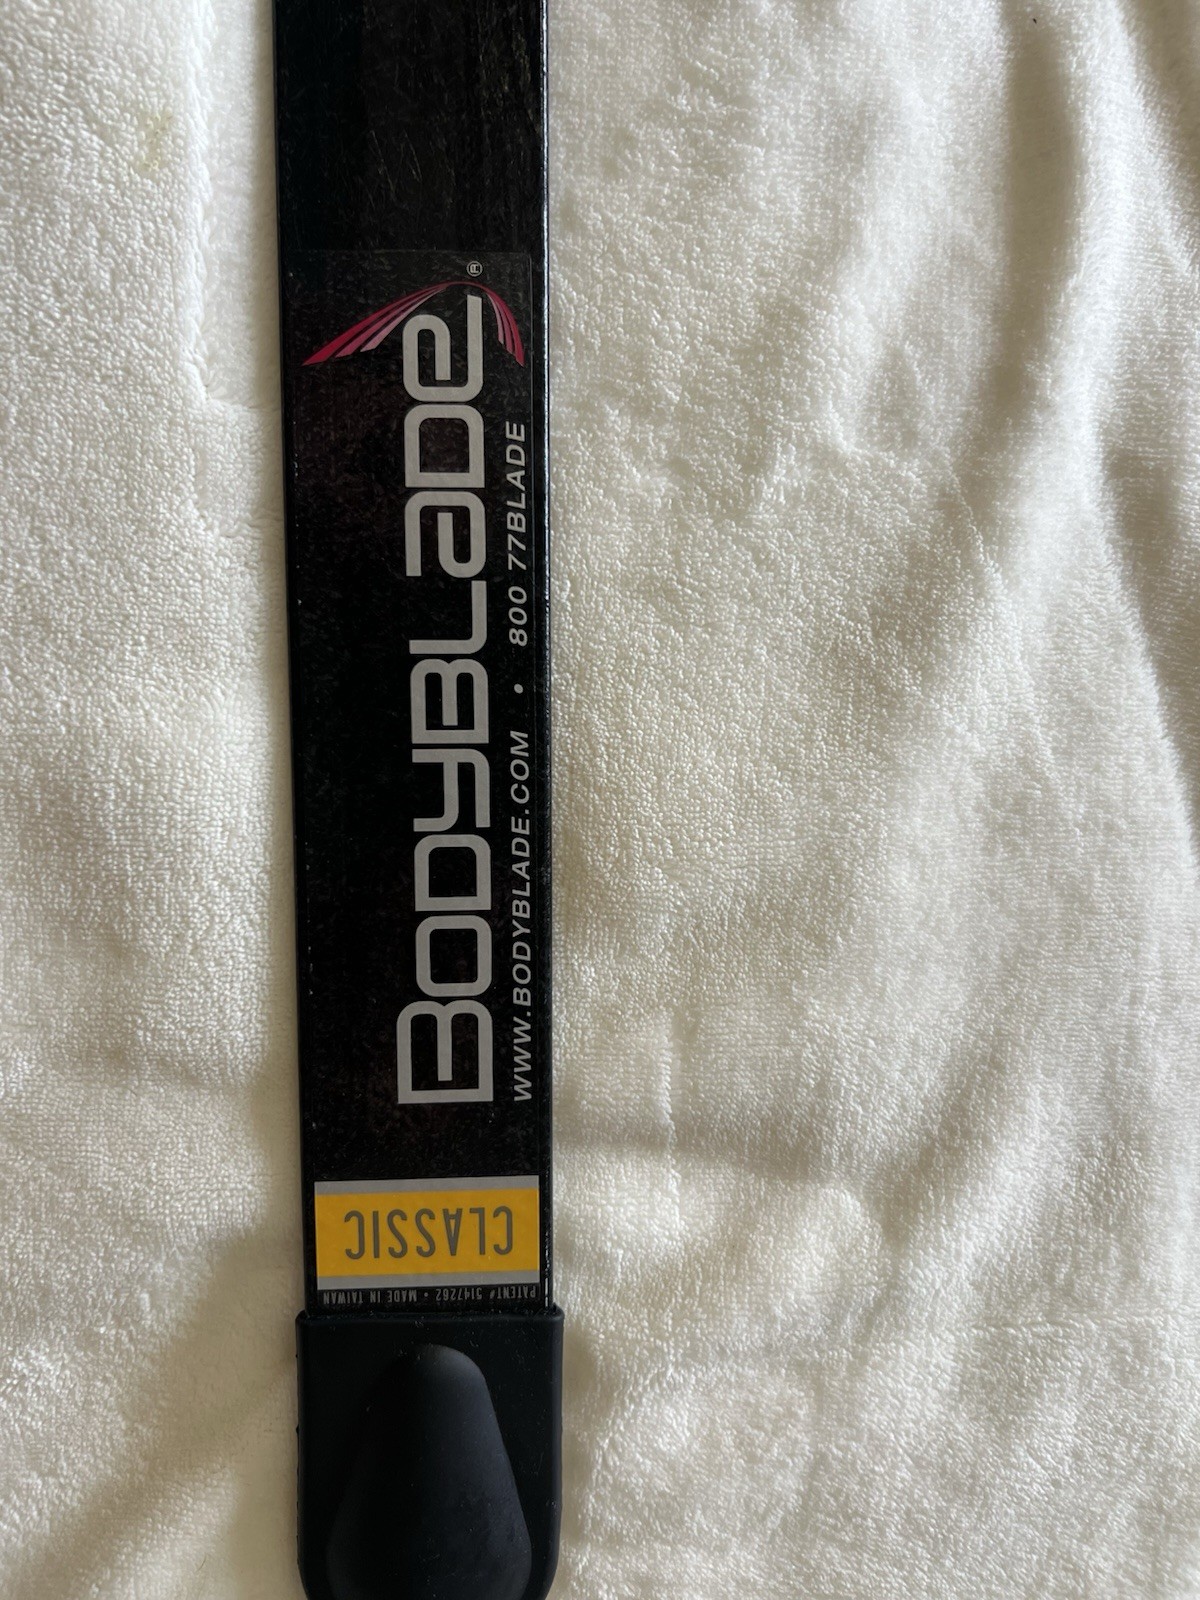 BODYBLADE®
WWW.BODYBLADE.COM • 800 77BLADE
CLASSIC
PATENT# 5147262 • MADE IN TAIWAN